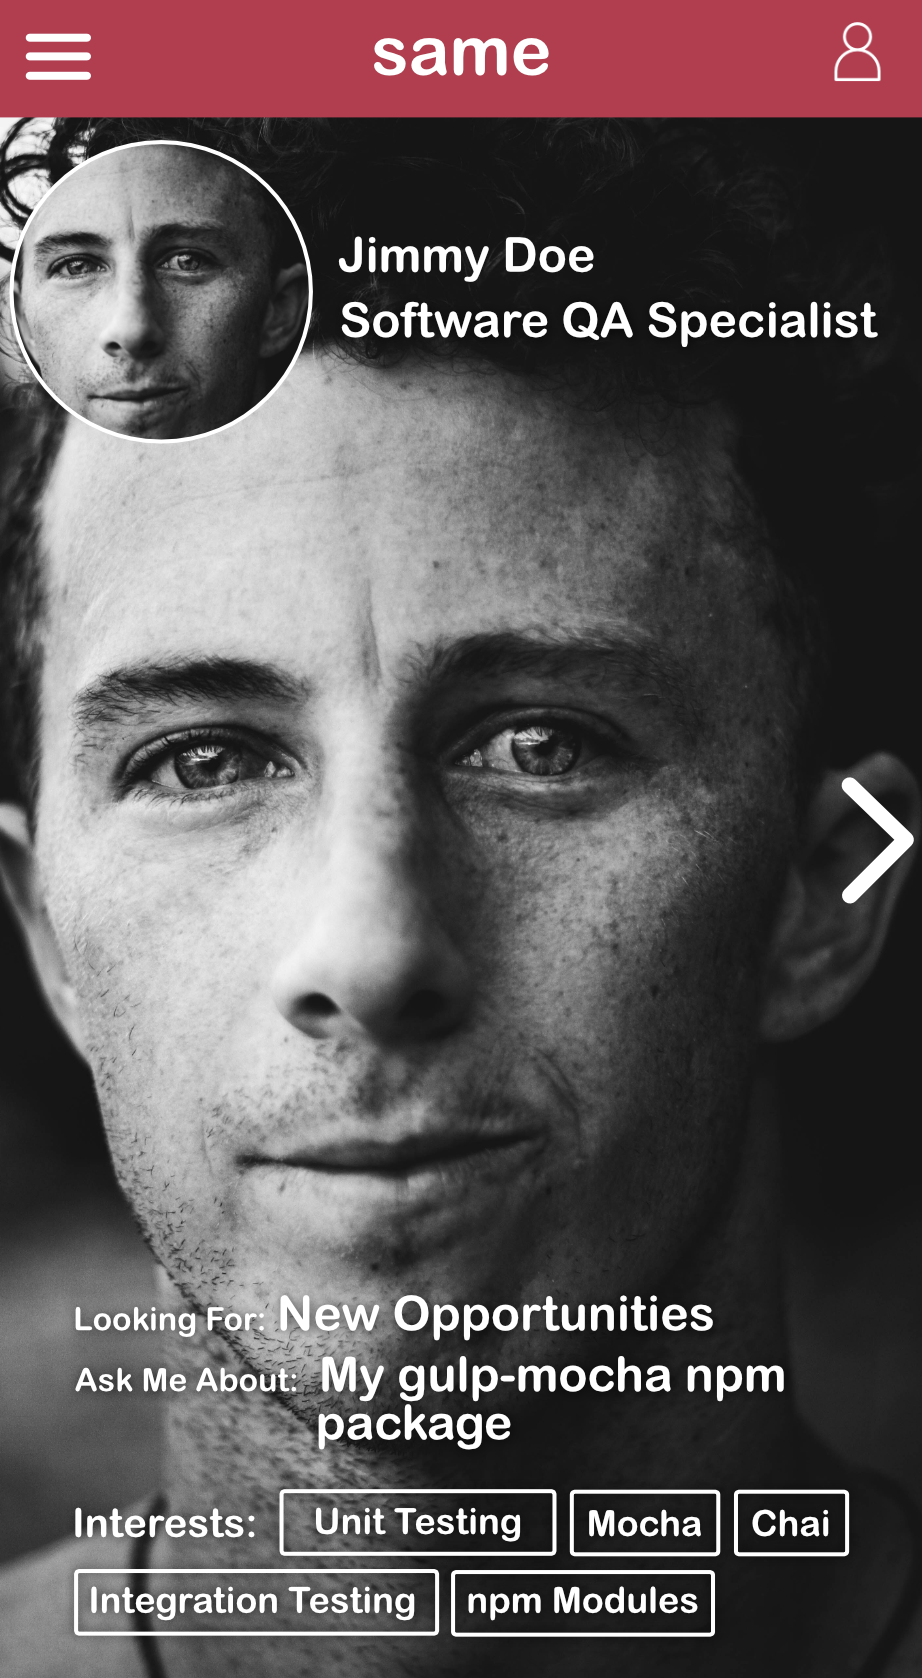 same
Jimmy Doe
Software QA Specialist
Looking For: New Opportunities
Ask Me About: My gulp-mocha npm
package
Interests: Unit Testing Mocha Chai
Integration Testing npm Modules